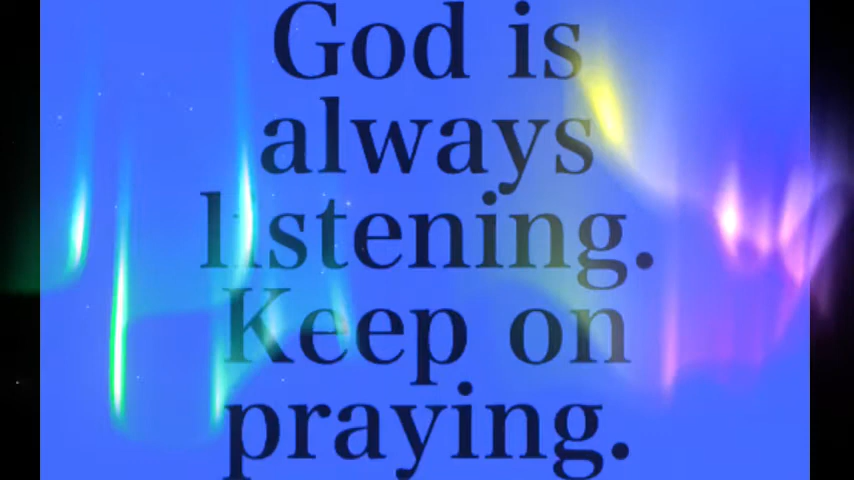 God is
always
listening.
Keep on
praying.